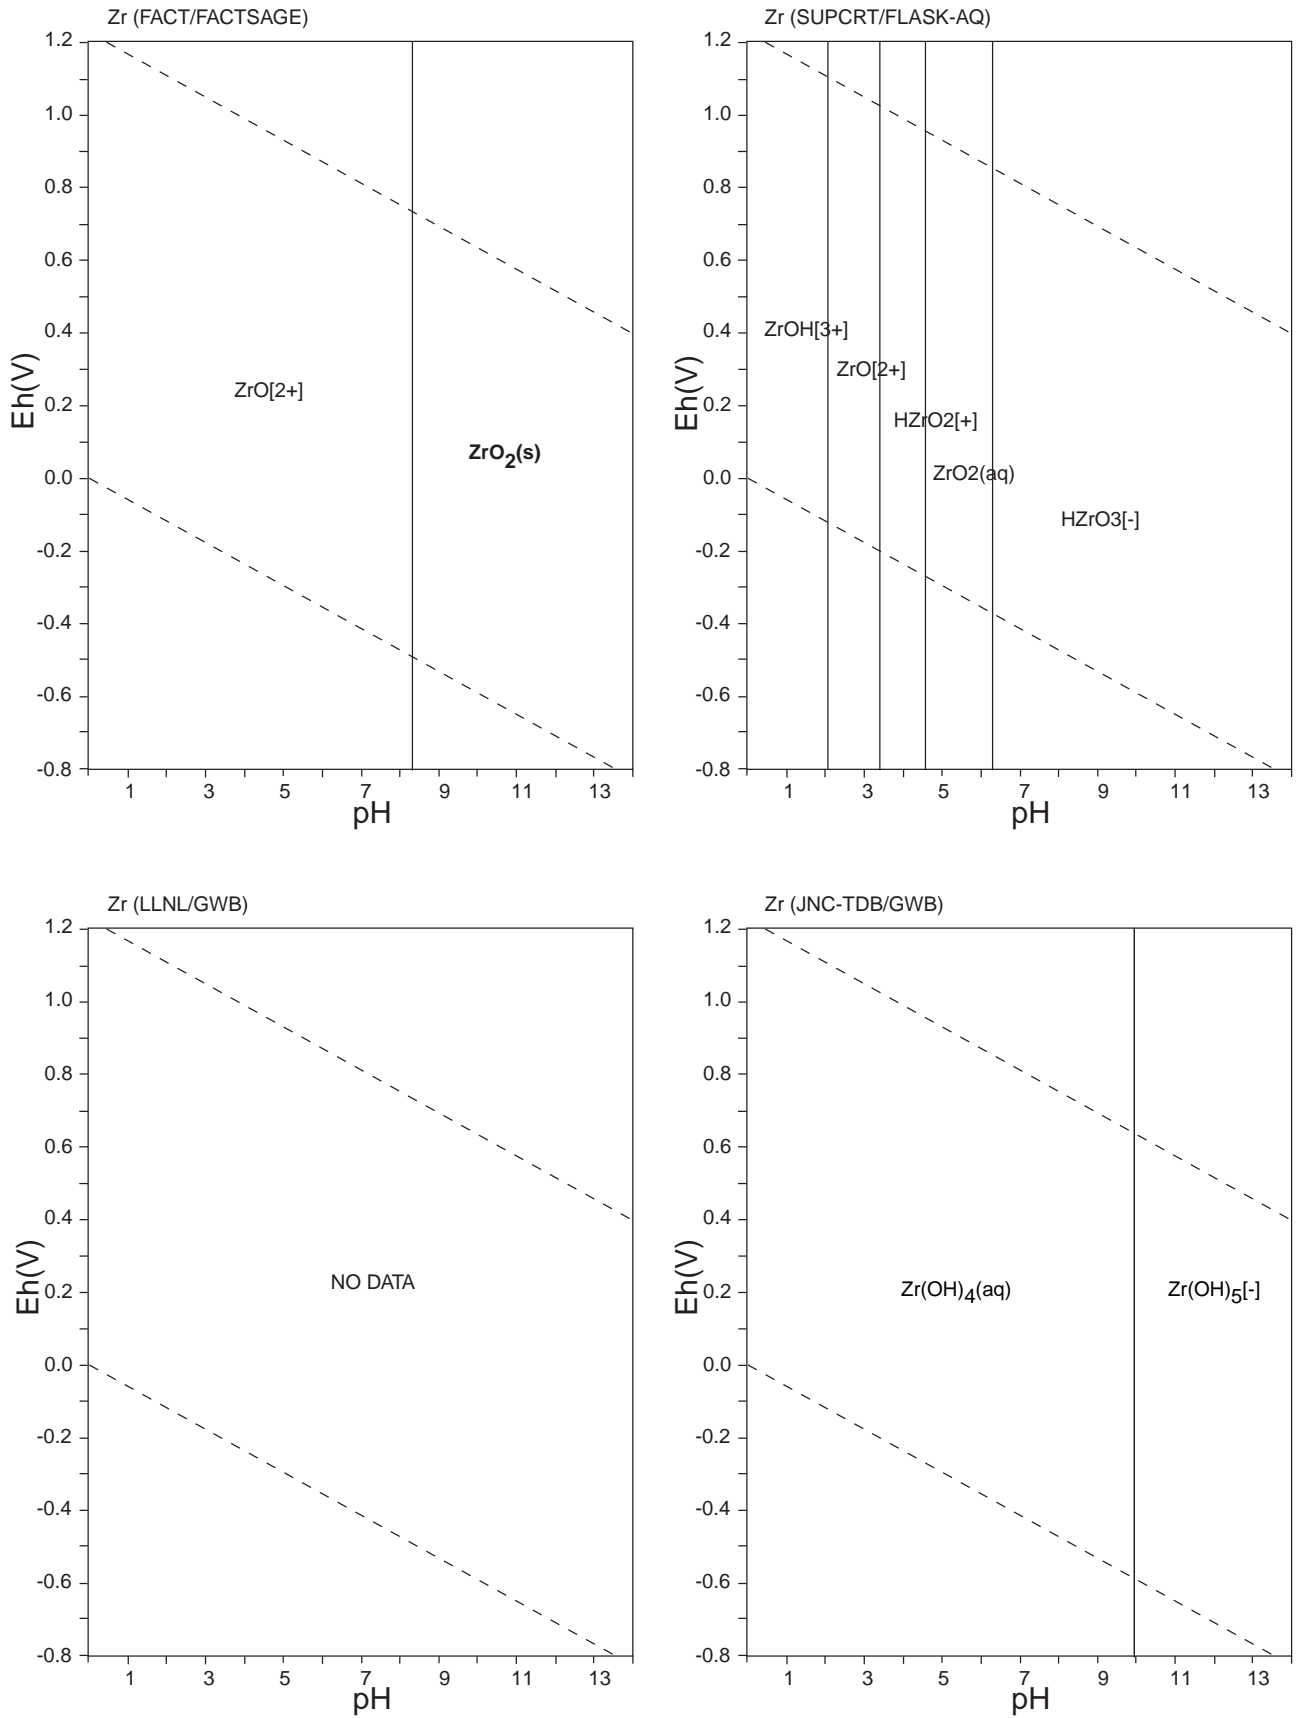 Zr (FACT/FACTSAGE)
1.2
1.0
0.8
0.6
0.4
0.2
0.0
-0.2
-0.4
-0.6
-0.8
Eh(V)
ZrO[2+]
ZrO2(s)
1 3 5 7 9 11 13
pH
Zr (SUPCRT/FLASK-AQ)
1.2
1.0
0.8
0.6
0.4
0.2
0.0
-0.2
-0.4
-0.6
-0.8
Eh(V)
ZrOH[3+]
ZrO[2+]
HZrO2[+]
ZrO2(aq)
HZrO3[-]
1 3 5 7 9 11 13
pH
Zr (LLNL/GWB)
1.2
1.0
0.8
0.6
0.4
0.2
0.0
-0.2
-0.4
-0.6
-0.8
Eh(V)
NO DATA
1 3 5 7 9 11 13
pH
Zr (JNC-TDB/GWB)
1.2
1.0
0.8
0.6
0.4
0.2
0.0
-0.2
-0.4
-0.6
-0.8
Eh(V)
Zr(OH)4(aq)
Zr(OH)5[-]
1 3 5 7 9 11 13
pH